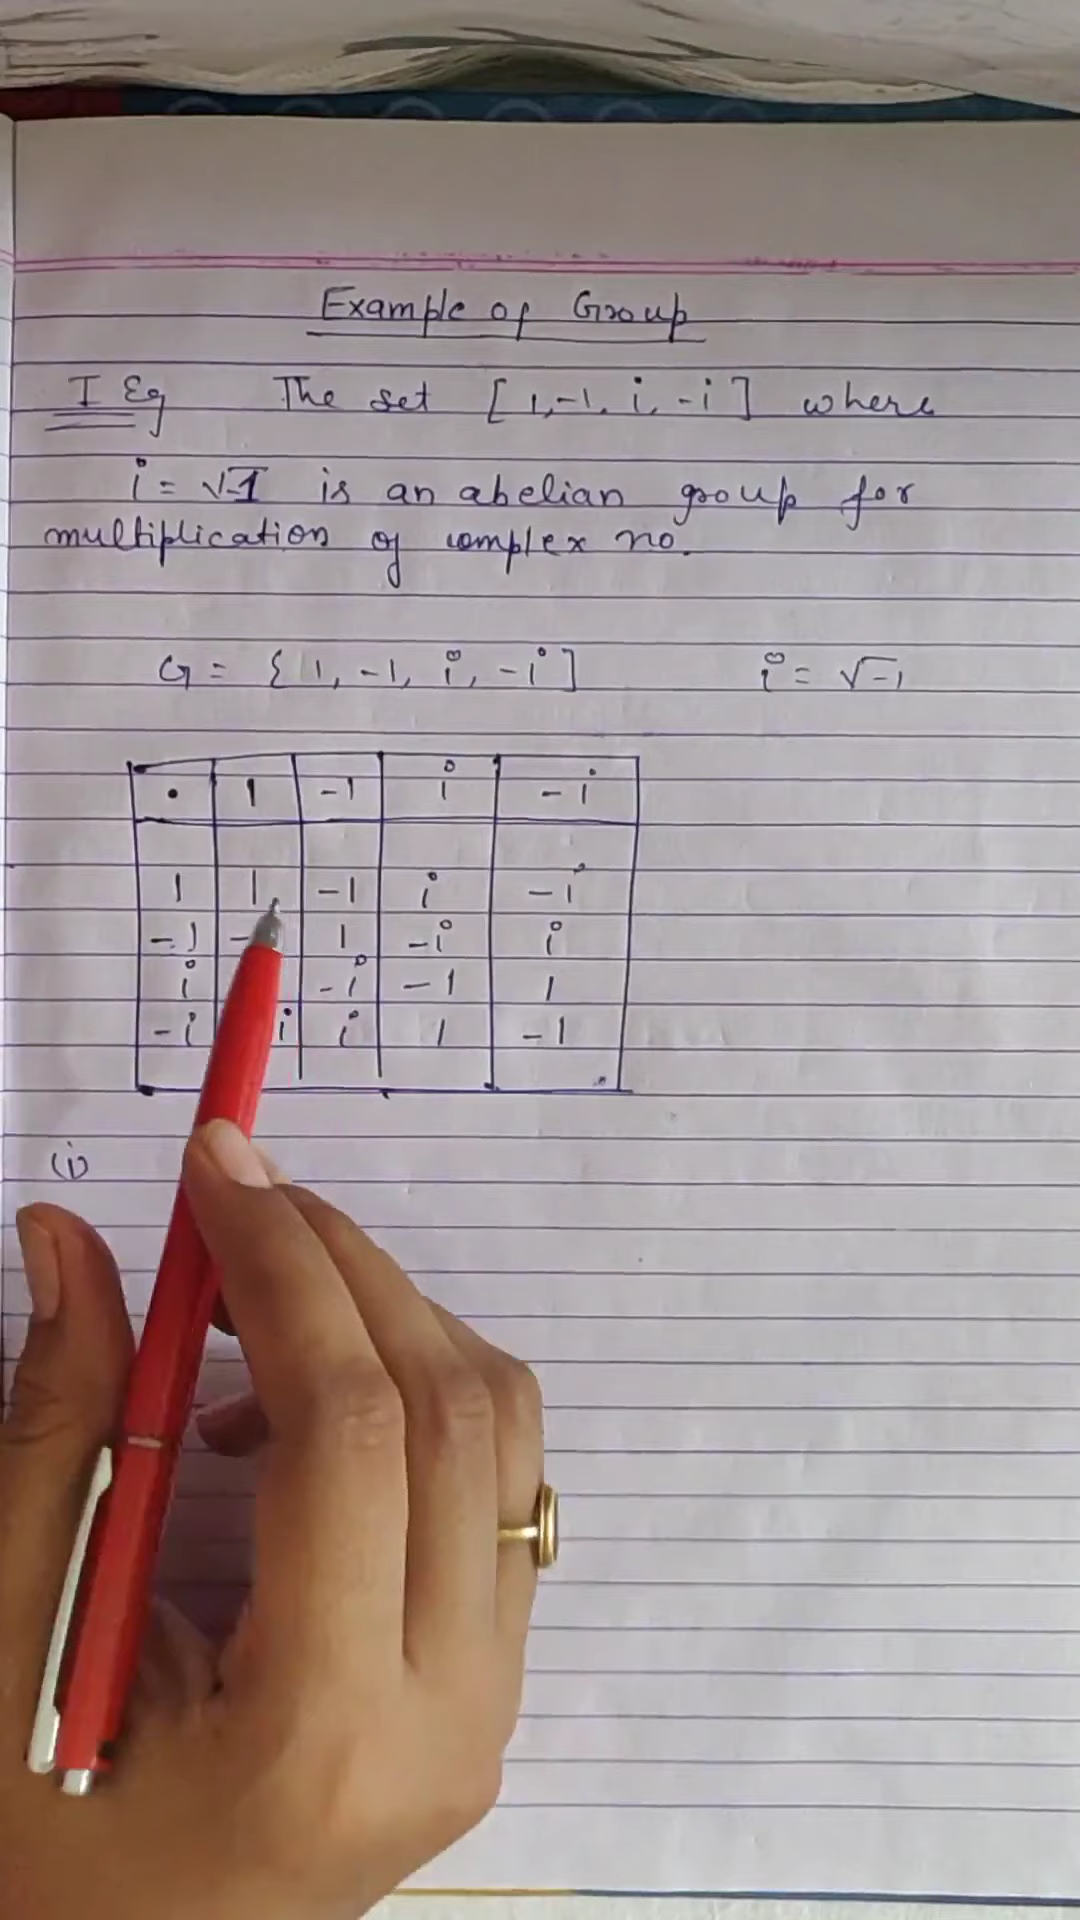 Example of Group
I Eg The set [1,-1, i, -i] where
i = √-1 is an abelian group for
multiplication of complex no.
G = {1, -1, i, -i] i = √-1
• 1 -1 i -i
1 1 -1 i -i
-1 - 1 -i i
i -i -1 1
-i i i 1 -1
(i)